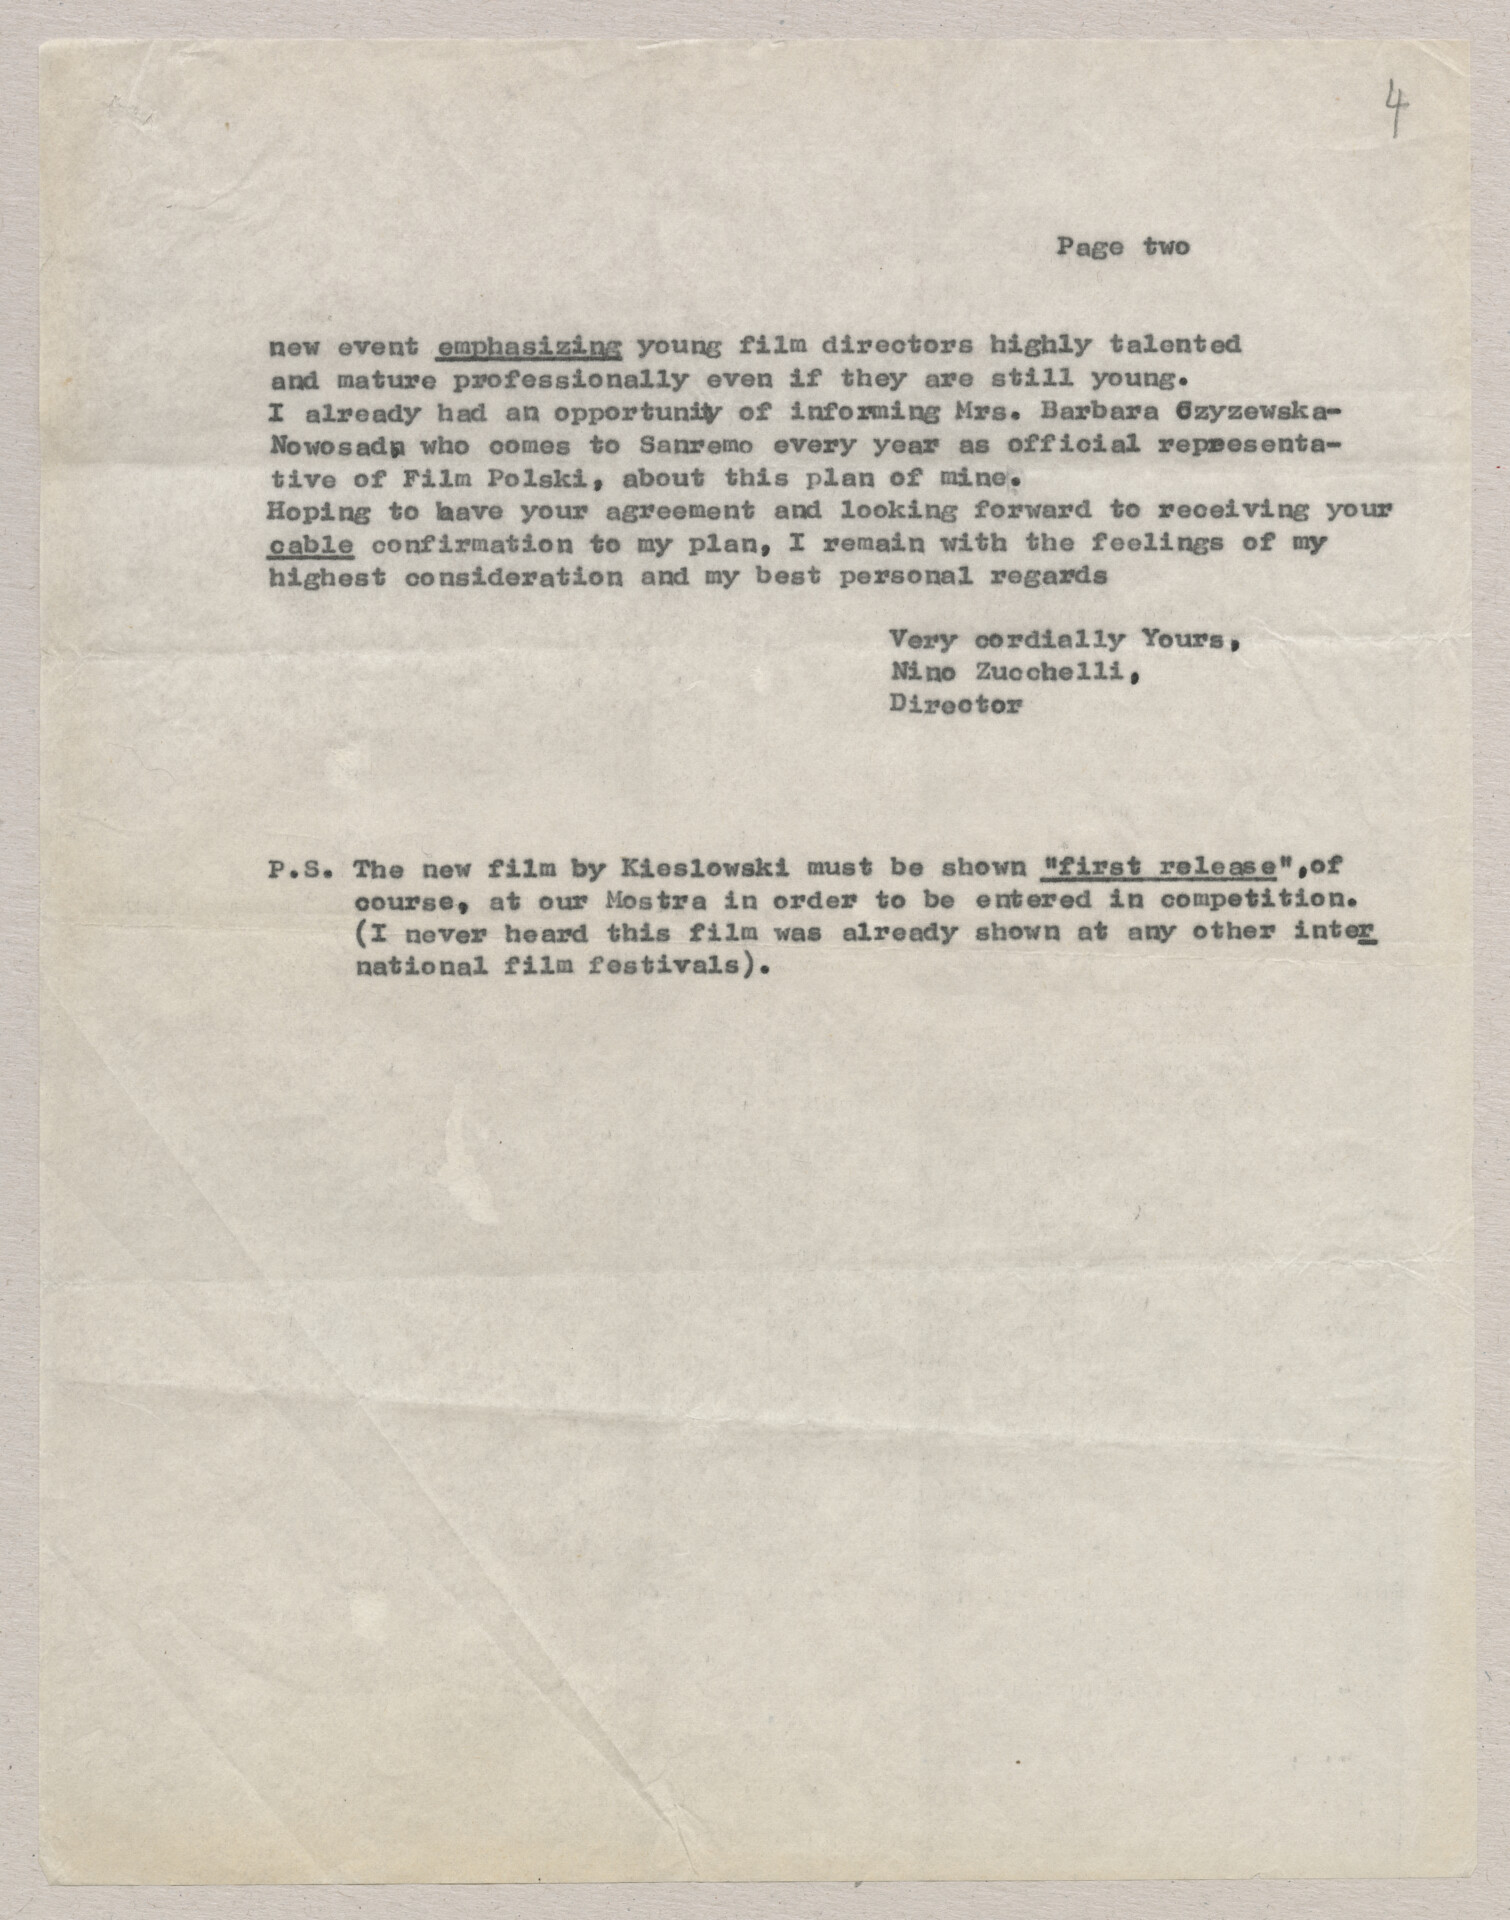 4
Page two
new event emphasizing young film directors highly talented
and mature professionally even if they are still young.
I already had an opportunity of informing Mrs. Barbara Czyzewska-
Nowosad, who comes to Sanremo every year as official representa-
tive of Film Polski, about this plan of mine.
Hoping to have your agreement and looking forward to receiving your
cable confirmation to my plan, I remain with the feelings of my
highest consideration and my best personal regards
Very cordially Yours,
Nino Zucchelli,
Director
P.S. The new film by Kieslowski must be shown "first release",of
course, at our Mostra in order to be entered in competition.
(I never heard this film was already shown at any other inter
national film festivals).